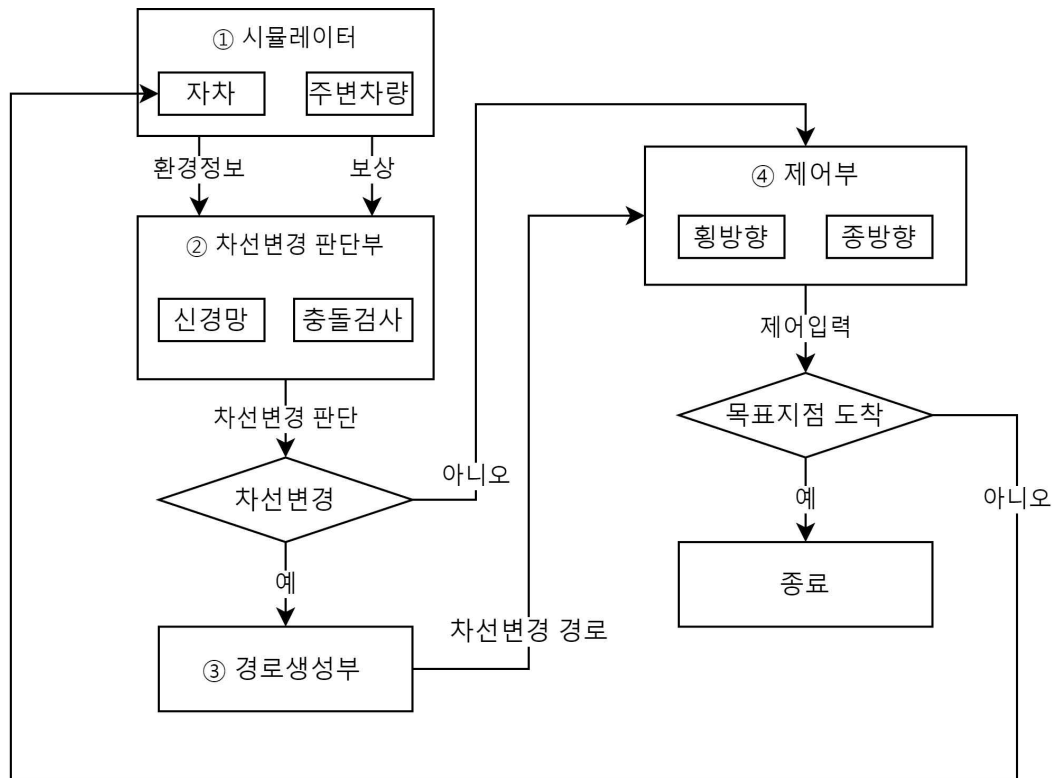 ① 시뮬레이터
자차
주변차량
환경정보
보상
② 차선변경 판단부
신경망
충돌검사
차선변경 판단
차선변경
아니오
예
③ 경로생성부
차선변경 경로
④ 제어부
횡방향
종방향
제어입력
목표지점 도착
예
아니오
종료